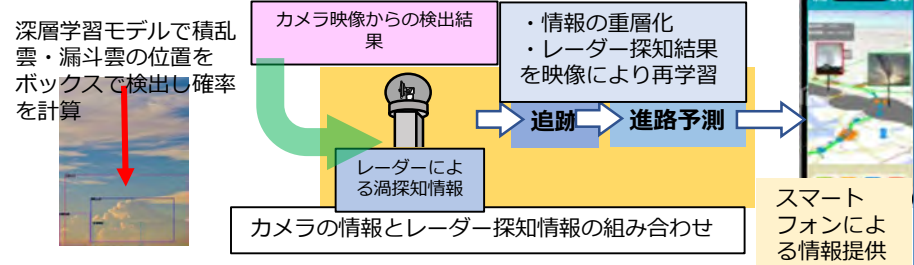 深層学習モデルで積乱
雲・漏斗雲の位置を
ボックスで検出し確率
を計算
カメラ映像からの検出結
果
・情報の重層化
・レーダー探知結果
を映像により再学習
追跡
進路予測
レーダーによ
る渦探知情報
カメラの情報とレーダー探知情報の組み合わせ
スマート
フォンによ
る情報提供